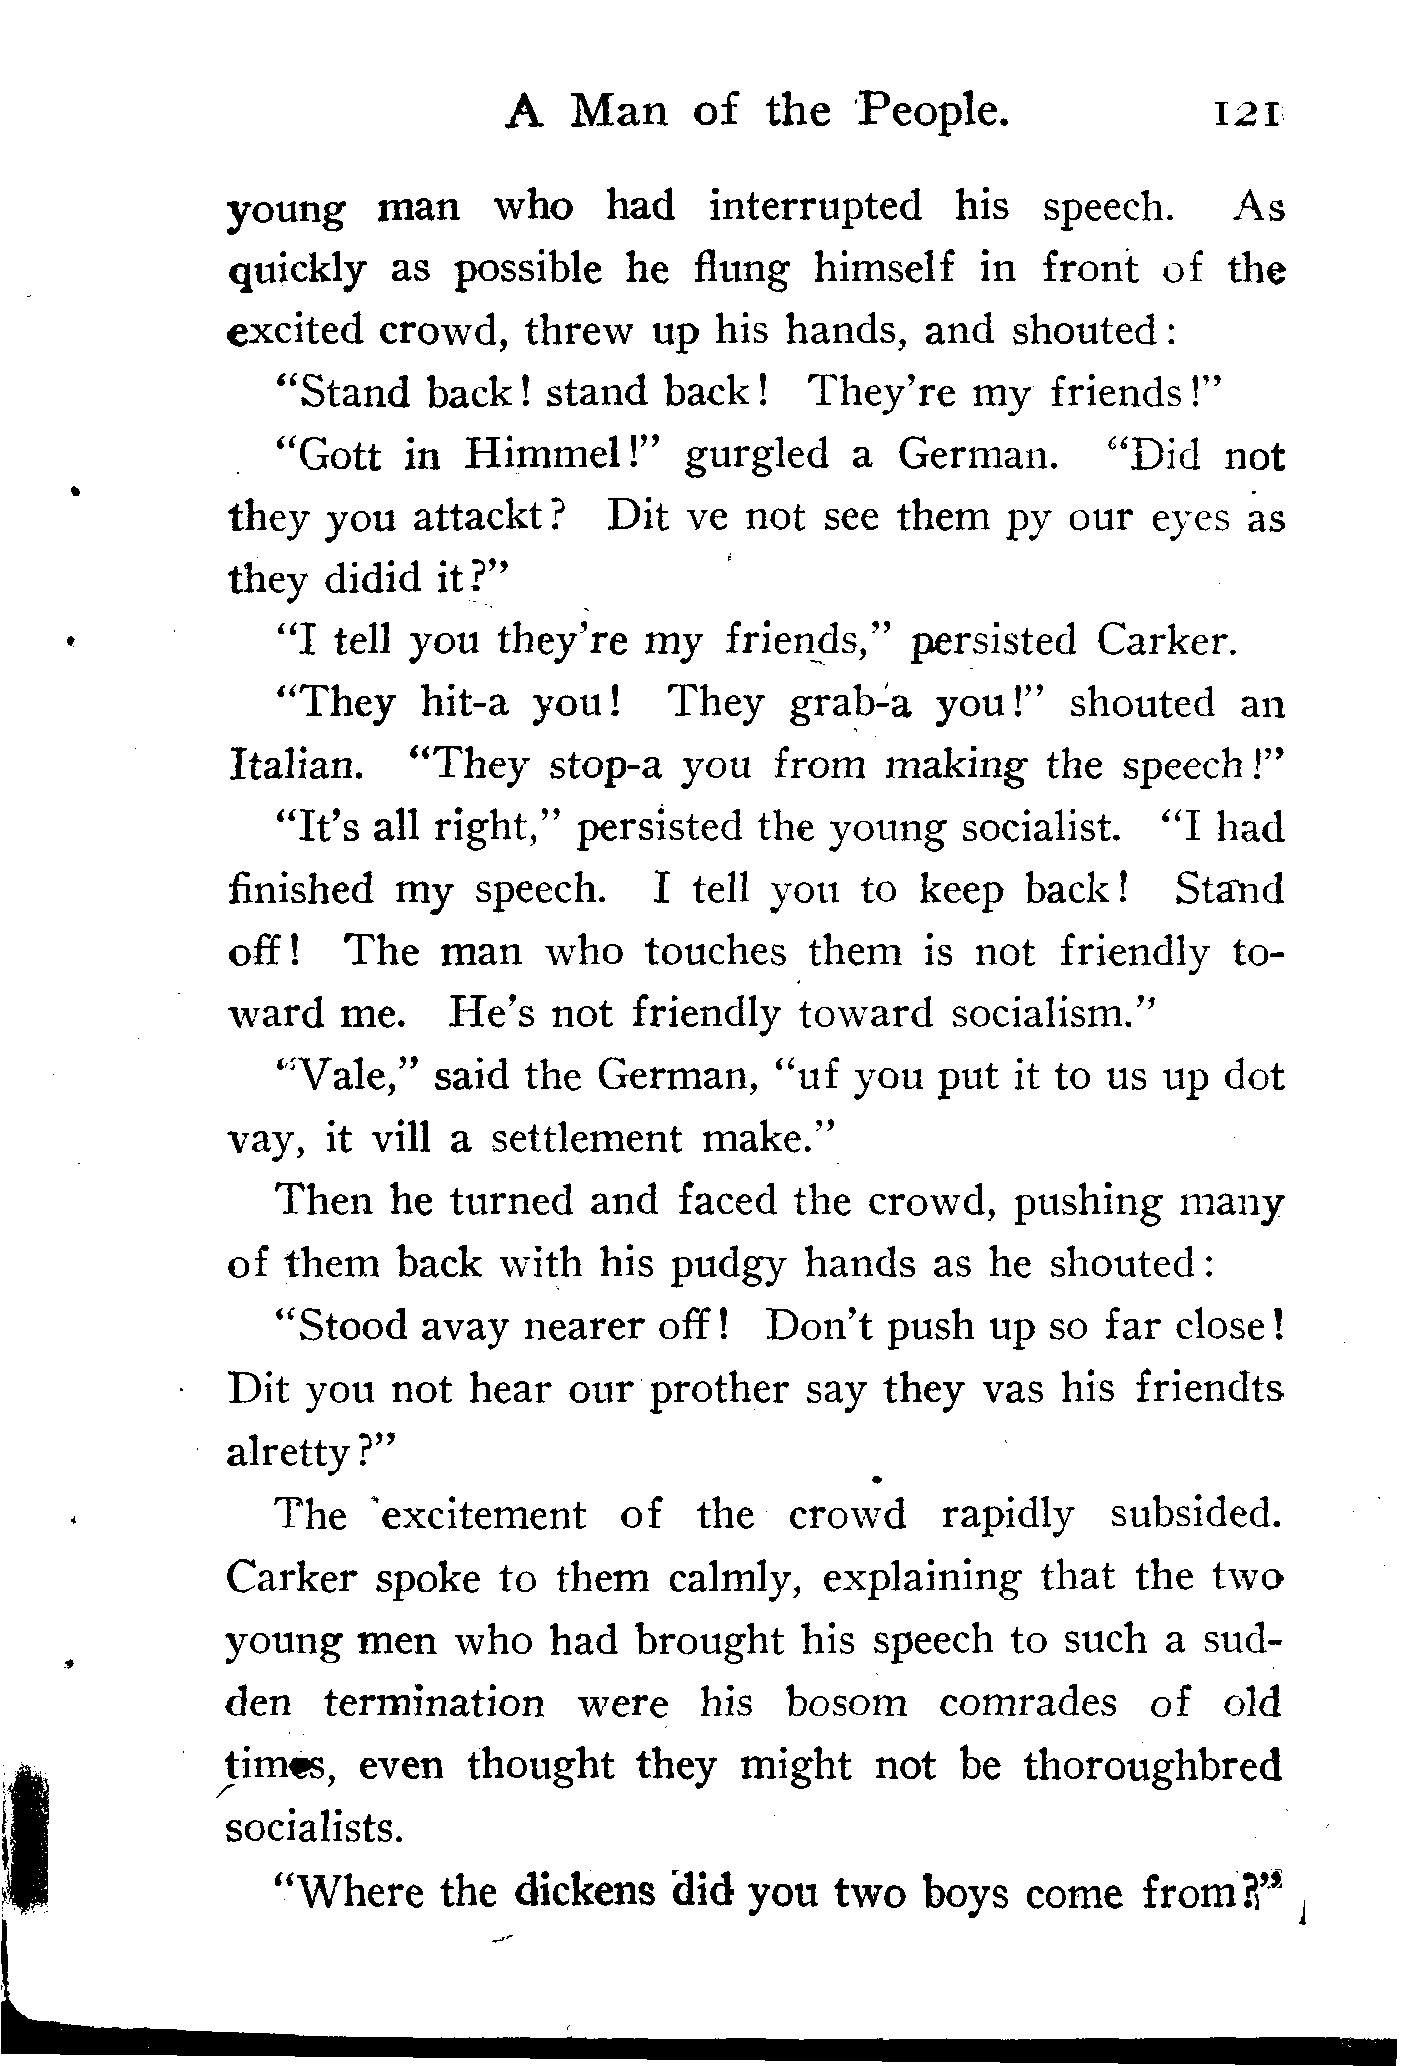 A Man of the People. 121
young man who had interrupted his speech. As
quickly as possible he flung himself in front of the
excited crowd, threw up his hands, and shouted:
"Stand back! stand back! They're my friends!"
"Gott in Himmel!" gurgled a German. "Did not
they you attackt? Dit ve not see them py our eyes as
they didid it?"
"I tell you they're my friends," persisted Carker.
"They hit-a you! They grab-a you!" shouted an
Italian. "They stop-a you from making the speech!"
"It's all right," persisted the young socialist. "I had
finished my speech. I tell you to keep back! Stand
off! The man who touches them is not friendly to-
ward me. He's not friendly toward socialism."
"Vale," said the German, "uf you put it to us up dot
vay, it vill a settlement make."
Then he turned and faced the crowd, pushing many
of them back with his pudgy hands as he shouted:
"Stood avay nearer off! Don't push up so far close!
Dit you not hear our prother say they vas his friendts
alretty?"
The excitement of the crowd rapidly subsided.
Carker spoke to them calmly, explaining that the two
young men who had brought his speech to such a sud-
den termination were his bosom comrades of old
times, even thought they might not be thoroughbred
socialists.
"Where the dickens did you two boys come from?"